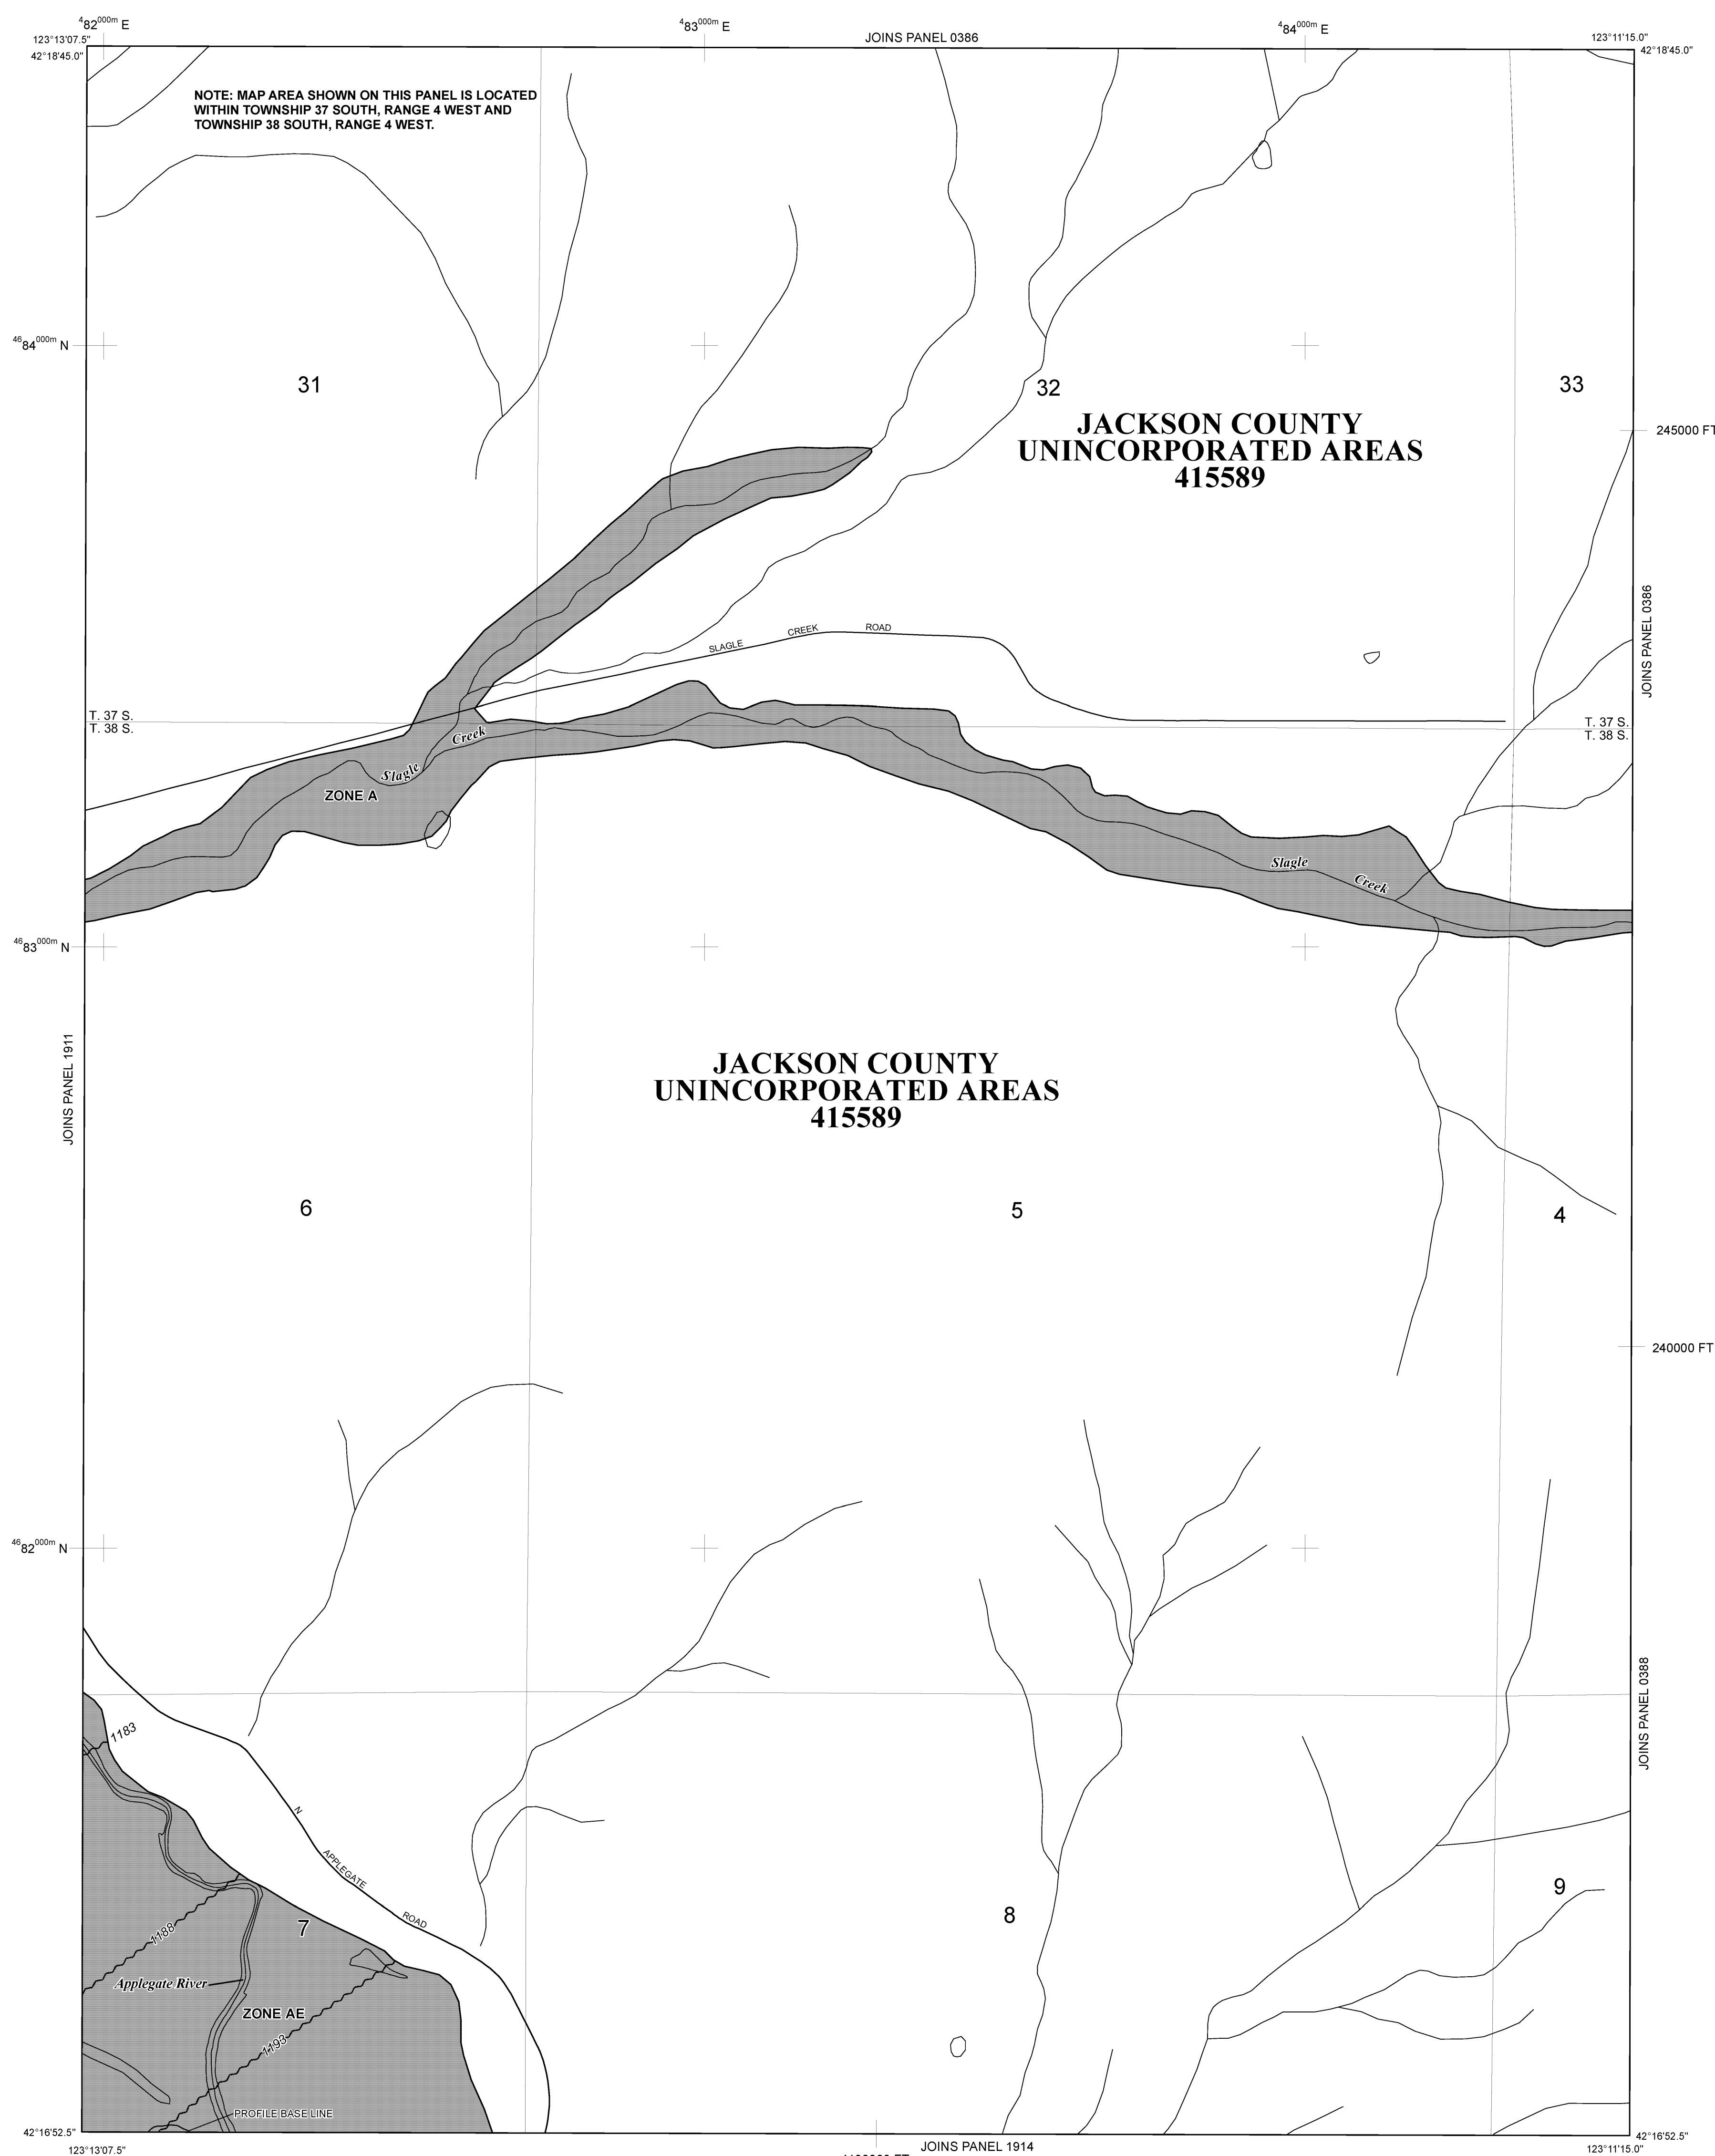 482000m E
483000m E
484000m E
123°13'07.5"
JOINS PANEL 0386
123°11'15.0"
42°18'45.0"
42°18'45.0"
NOTE: MAP AREA SHOWN ON THIS PANEL IS LOCATED
WITHIN TOWNSHIP 37 SOUTH, RANGE 4 WEST AND
TOWNSHIP 38 SOUTH, RANGE 4 WEST.
4684000m N
31
32
33
JACKSON COUNTY
UNINCORPORATED AREAS
415589
245000 FT
JOINS PANEL 0386
SLAGLE CREEK ROAD
T. 37 S.
T. 38 S.
T. 37 S.
T. 38 S.
Slagle Creek
ZONE A
Slagle Creek
4683000m N
JOINS PANEL 1911
JACKSON COUNTY
UNINCORPORATED AREAS
415589
6
5
4
240000 FT
4682000m N
JOINS PANEL 0388
1183
N APPLEGATE ROAD
7
8
9
1188
Applegate River
ZONE AE
1193
PROFILE BASE LINE
42°16'52.5"
42°16'52.5"
123°13'07.5"
JOINS PANEL 1914
123°11'15.0"